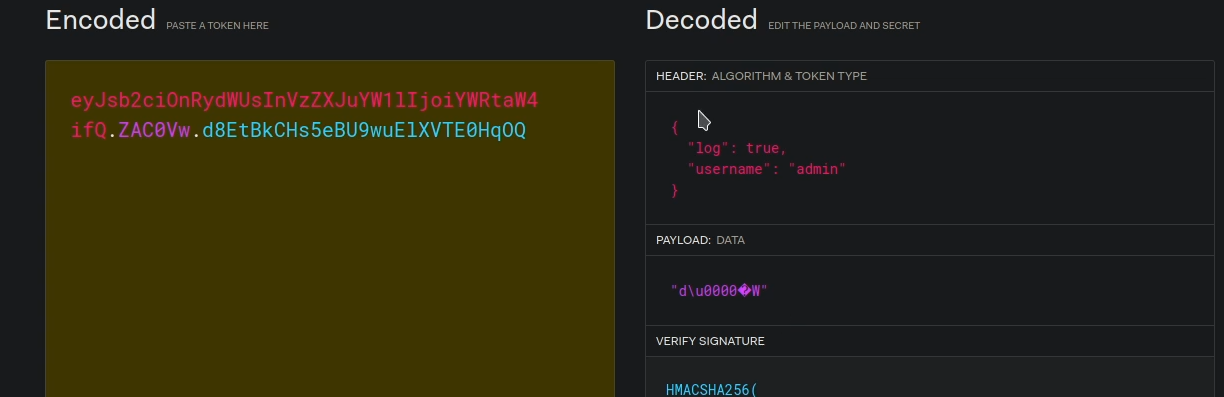 Encoded PASTE A TOKEN HERE
eyJsb2ciOnRydWUsInVzZXJuYW1lIjoiYWRtaW4
ifQ.ZAC0Vw.d8EtBkCHs5eBU9wuElXVTE0HqOQ
Decoded EDIT THE PAYLOAD AND SECRET
HEADER: ALGORITHM & TOKEN TYPE
{
"log": true,
"username": "admin"
}
PAYLOAD: DATA
"d\u0000�W"
VERIFY SIGNATURE
HMACSHA256(